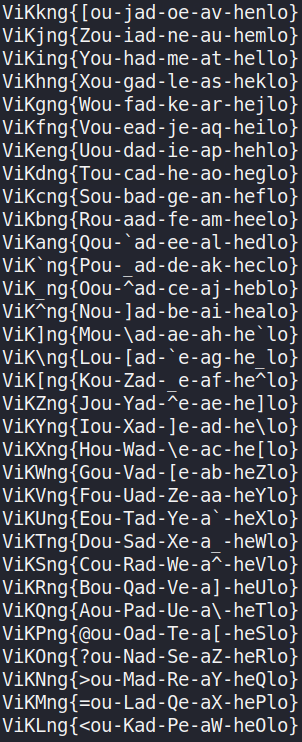 ViKkng{[ou-jad-oe-av-henlo}
ViKjng{Zou-iad-ne-au-hemlo}
ViKing{You-had-me-at-hello}
ViKhng{Xou-gad-le-as-heklo}
ViKgng{Wou-fad-ke-ar-hejlo}
ViKfng{Vou-ead-je-aq-heilo}
ViKeng{Uou-dad-ie-ap-hehlo}
ViKdng{Tou-cad-he-ao-heglo}
ViKcng{Sou-bad-ge-an-heflo}
ViKbng{Rou-aad-fe-am-heelo}
ViKang{Qou-`ad-ee-al-hedlo}
ViK`ng{Pou-_ad-de-ak-heclo}
ViK_ng{Oou-^ad-ce-aj-heblo}
ViK^ng{Nou-]ad-be-ai-healo}
ViK]ng{Mou-\ad-ae-ah-he`lo}
ViK\ng{Lou-[ad-`e-ag-he_lo}
ViK[ng{Kou-Zad-_e-af-he^lo}
ViKZng{Jou-Yad-^e-ae-he]lo}
ViKYng{Iou-Xad-]e-ad-he\lo}
ViKXng{Hou-Wad-\e-ac-he[lo}
ViKWng{Gou-Vad-[e-ab-heZlo}
ViKVng{Fou-Uad-Ze-aa-heYlo}
ViKUng{Eou-Tad-Ye-a`-heXlo}
ViKTng{Dou-Sad-Xe-a_-heWlo}
ViKSng{Cou-Rad-We-a^-heVlo}
ViKRng{Bou-Qad-Ve-a]-heUlo}
ViKQng{Aou-Pad-Ue-a\-heTlo}
ViKPng{@ou-Oad-Te-a[-heSlo}
ViKOng{?ou-Nad-Se-aZ-heRlo}
ViKNng{>ou-Mad-Re-aY-heQlo}
ViKMng{=ou-Lad-Qe-aX-hePlo}
ViKLng{<ou-Kad-Pe-aW-heOlo}